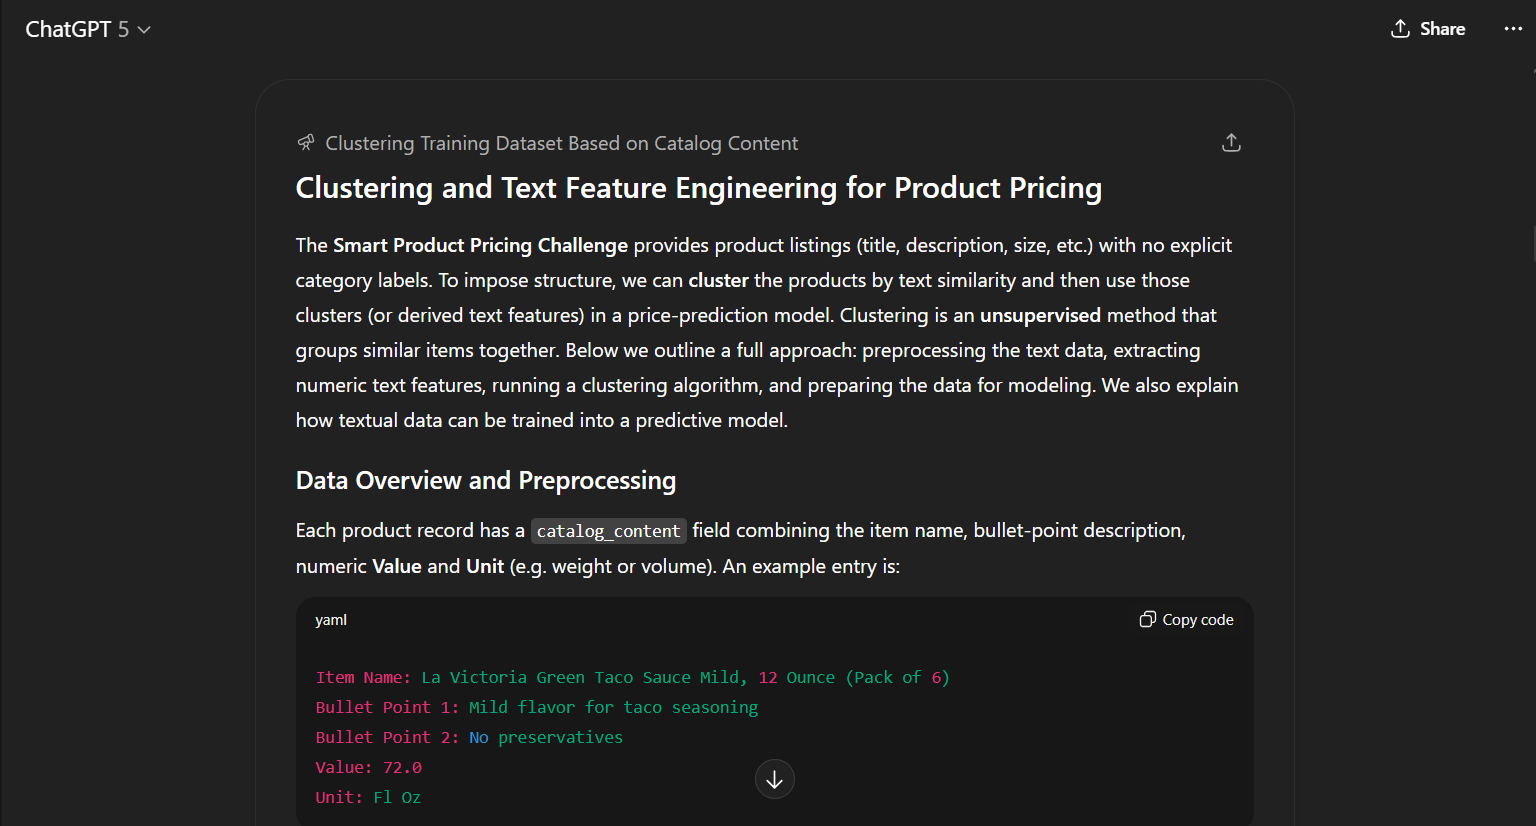 ChatGPT 5
Share
Clustering Training Dataset Based on Catalog Content
Clustering and Text Feature Engineering for Product Pricing
The Smart Product Pricing Challenge provides product listings (title, description, size, etc.) with no explicit
category labels. To impose structure, we can cluster the products by text similarity and then use those
clusters (or derived text features) in a price-prediction model. Clustering is an unsupervised method that
groups similar items together. Below we outline a full approach: preprocessing the text data, extracting
numeric text features, running a clustering algorithm, and preparing the data for modeling. We also explain
how textual data can be trained into a predictive model.
Data Overview and Preprocessing
Each product record has a catalog_content field combining the item name, bullet-point description,
numeric Value and Unit (e.g. weight or volume). An example entry is:
yaml
Copy code
Item Name: La Victoria Green Taco Sauce Mild, 12 Ounce (Pack of 6)
Bullet Point 1: Mild flavor for taco seasoning
Bullet Point 2: No preservatives
Value: 72.0
Unit: Fl Oz